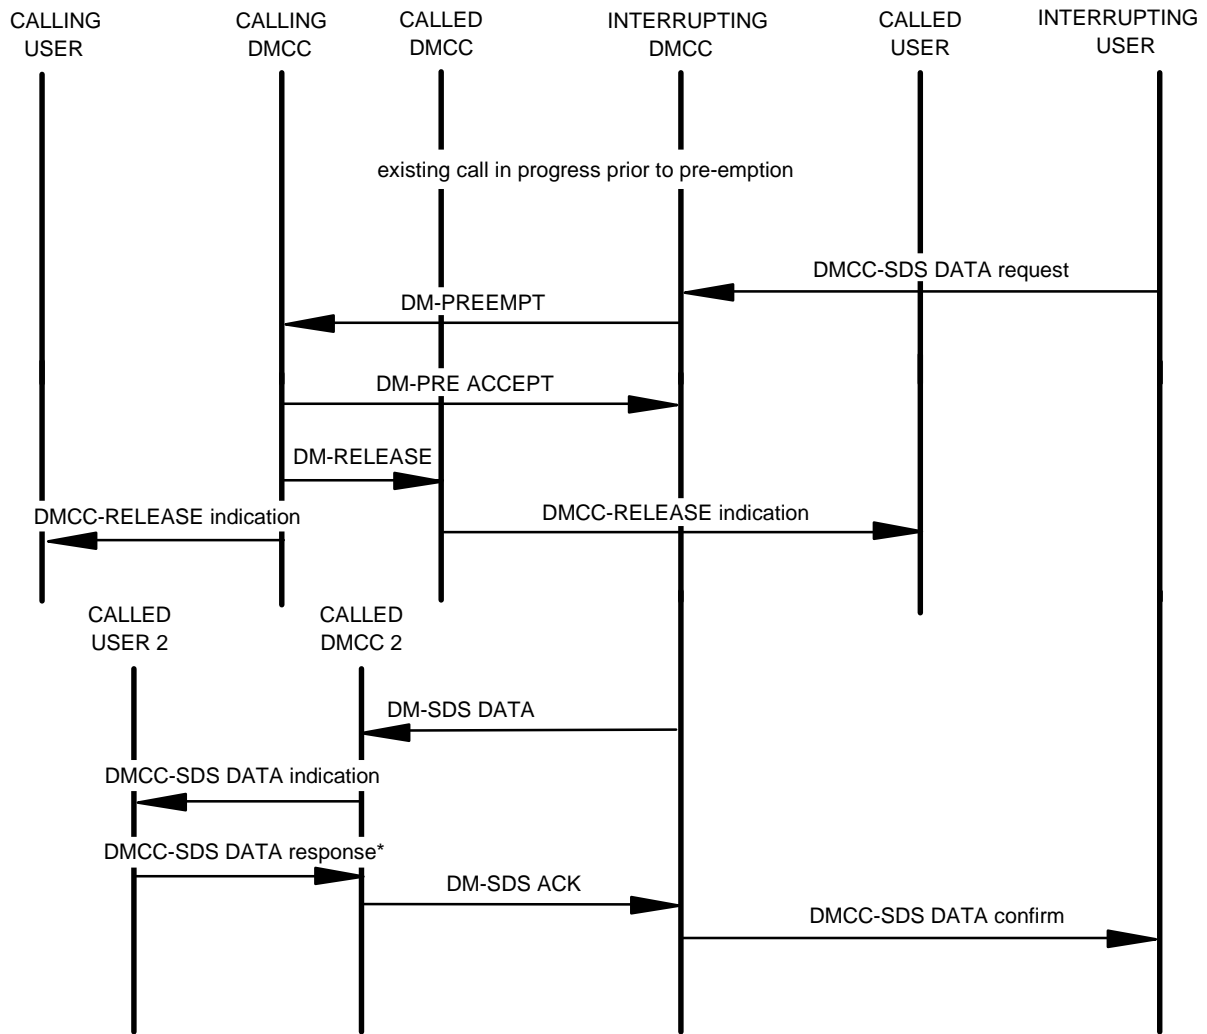 CALLING
USER
CALLING
DMCC
CALLED
DMCC
INTERRUPTING
DMCC
CALLED
USER
INTERRUPTING
USER
existing call in progress prior to pre-emption
DMCC-SDS DATA request
DM-PREEMPT
DM-PRE ACCEPT
DM-RELEASE
DMCC-RELEASE indication
DMCC-RELEASE indication
CALLED
USER 2
CALLED
DMCC 2
DM-SDS DATA
DMCC-SDS DATA indication
DMCC-SDS DATA response*
DM-SDS ACK
DMCC-SDS DATA confirm